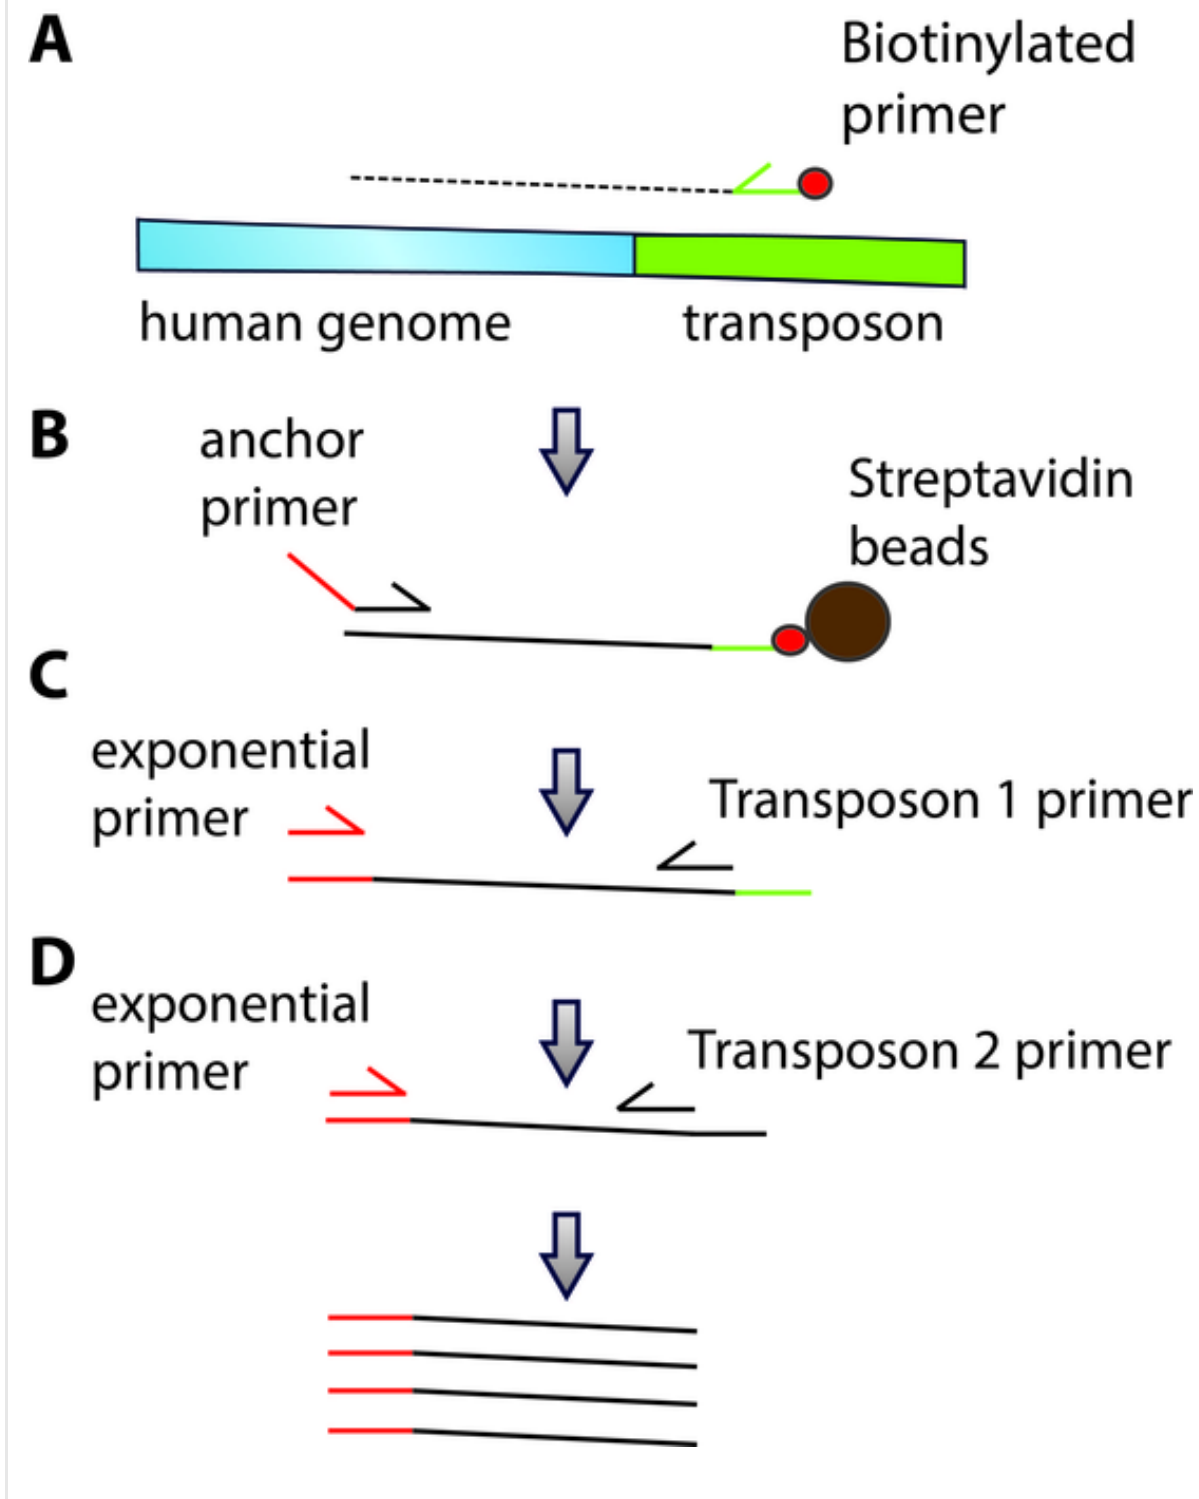 A
Biotinylated
primer
human genome
transposon
B
anchor
primer
Streptavidin
beads
C
exponential
primer
Transposon 1 primer
D
exponential
primer
Transposon 2 primer